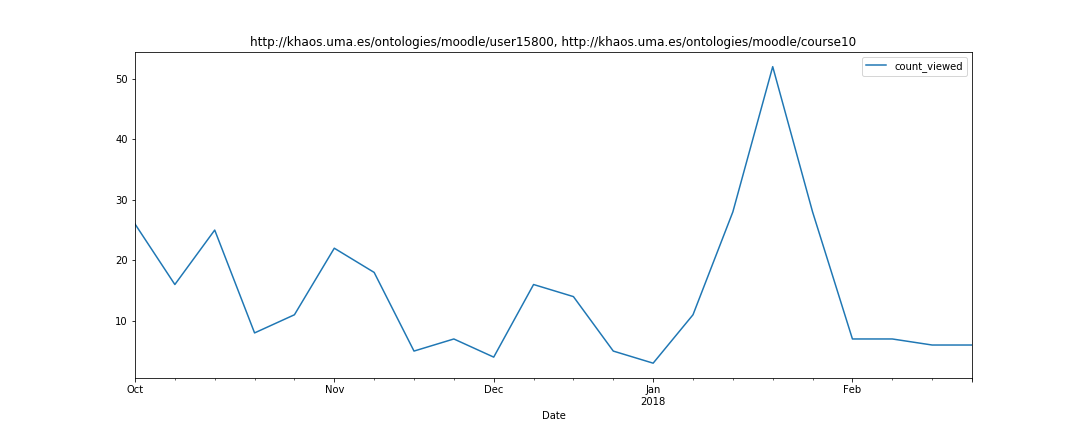 http://khaos.uma.es/ontologies/moodle/user15800, http://khaos.uma.es/ontologies/moodle/course10
count_viewed
50
40
30
20
10
Oct Nov Dec Jan Feb
2018
Date